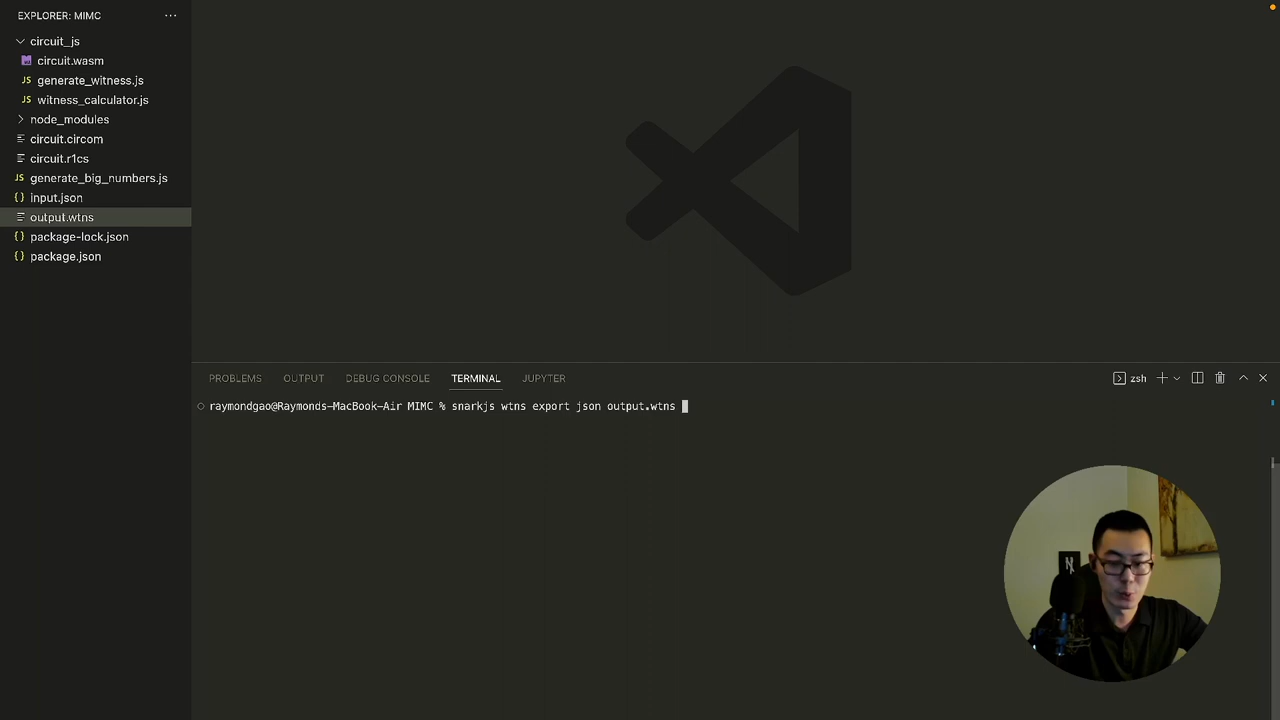 EXPLORER: MIMC
circuit_js
circuit.wasm
JS generate_witness.js
JS witness_calculator.js
node_modules
circuit.circom
circuit.r1cs
JS generate_big_numbers.js
{} input.json
output.wtns
{} package-lock.json
{} package.json
PROBLEMS OUTPUT DEBUG CONSOLE TERMINAL JUPYTER
zsh
raymondgao@Raymonds-MacBook-Air MIMC % snarkjs wtns export json output.wtns
N